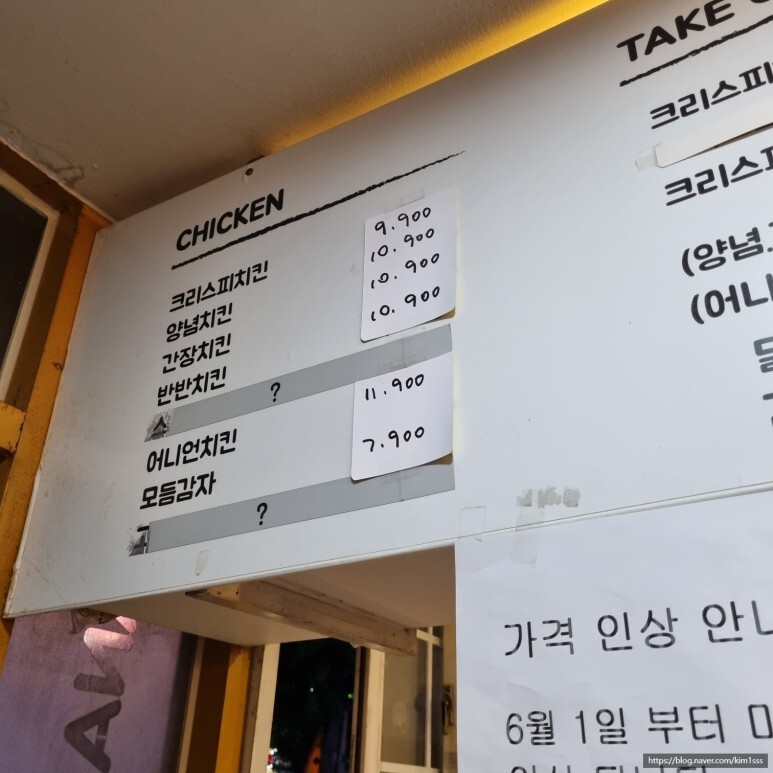 CHICKEN
크리스피치킨 9.900
양념치킨 10.900
간장치킨 10.900
반반치킨 10.900
?
어니언치킨 11.900
모듬감자 7.900
?
TAKE
크리스피
크리스피
(양념
(어니
가격 인상 안
6월 1일 부터
https://blog.naver.com/kim1sss